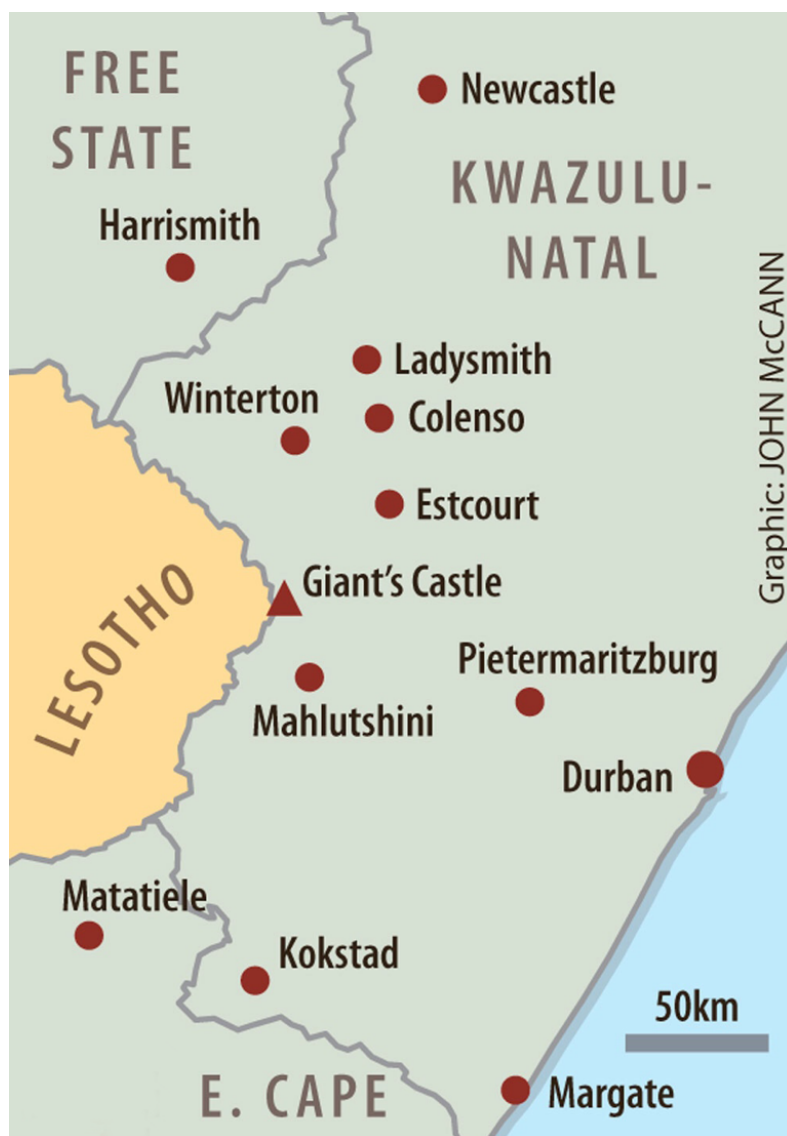 FREE
STATE
Newcastle
KWAZULU-
NATAL
Harrismith
Ladysmith
Winterton
Colenso
Estcourt
Giant’s Castle
LESOTHO
Pietermaritzburg
Mahlutshini
Durban
Matatiele
Kokstad
50km
E. CAPE
Margate
Graphic: JOHN McCANN